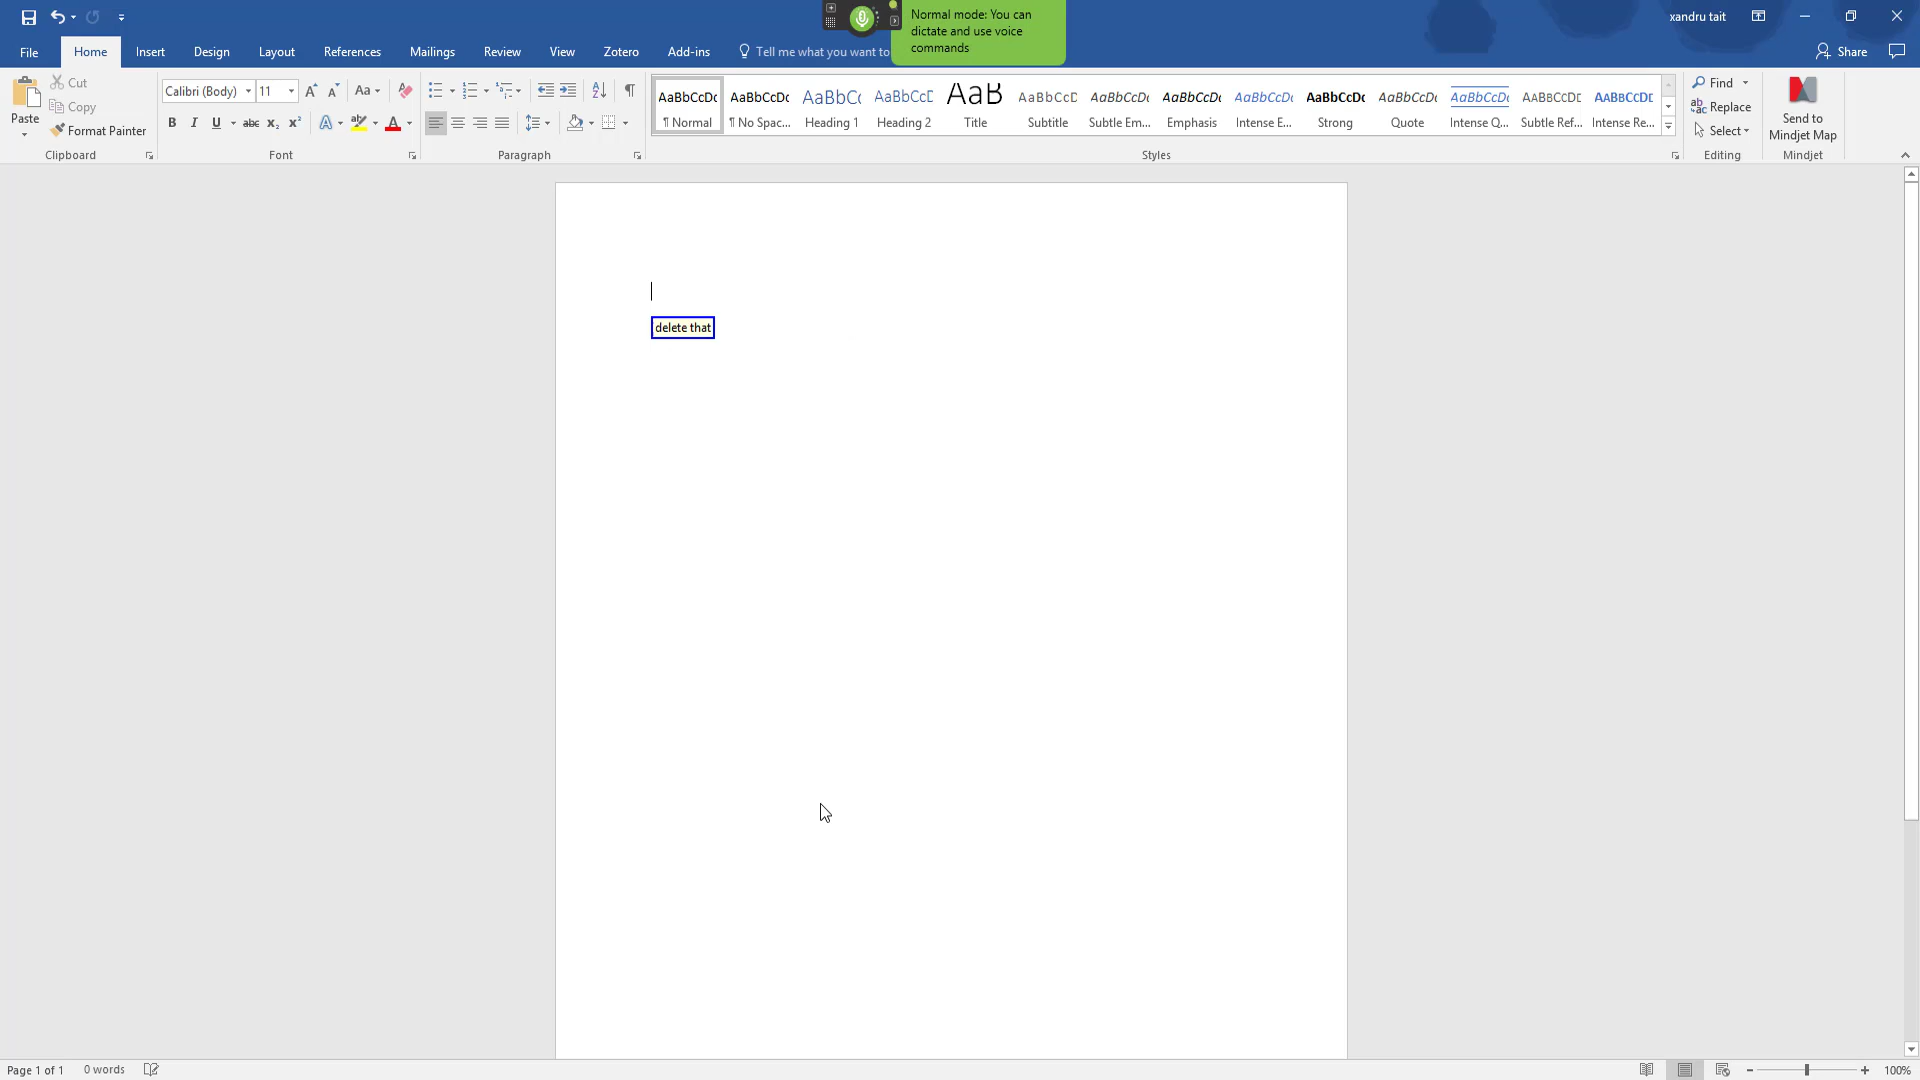 Normal mode: You can
dictate and use voice
commands
xandru tait
File
Home
Insert
Design
Layout
References
Mailings
Review
View
Zotero
Add-ins
Tell me what you want to
Share
Paste
Cut
Copy
Format Painter
Clipboard
Calibri (Body)
11
Font
Paragraph
AaBbCcDc
¶ Normal
AaBbCcDc
¶ No Spac...
AaBbCc
Heading 1
AaBbCcD
Heading 2
AaB
Title
AaBbCcD
Subtitle
AaBbCcDc
Subtle Em...
AaBbCcDc
Emphasis
AaBbCcDc
Intense E...
AaBbCcDc
Strong
AaBbCcDc
Quote
AaBbCcDc
Intense Q...
AaBbCcDc
Subtle Ref...
AaBbCcDc
Intense Re...
Styles
Find
Replace
Select
Editing
Send to
Mindjet Map
Mindjet
delete that
Page 1 of 1
0 words
100%